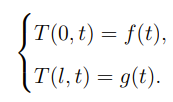 T(0, t) = f(t),
T(l, t) = g(t).